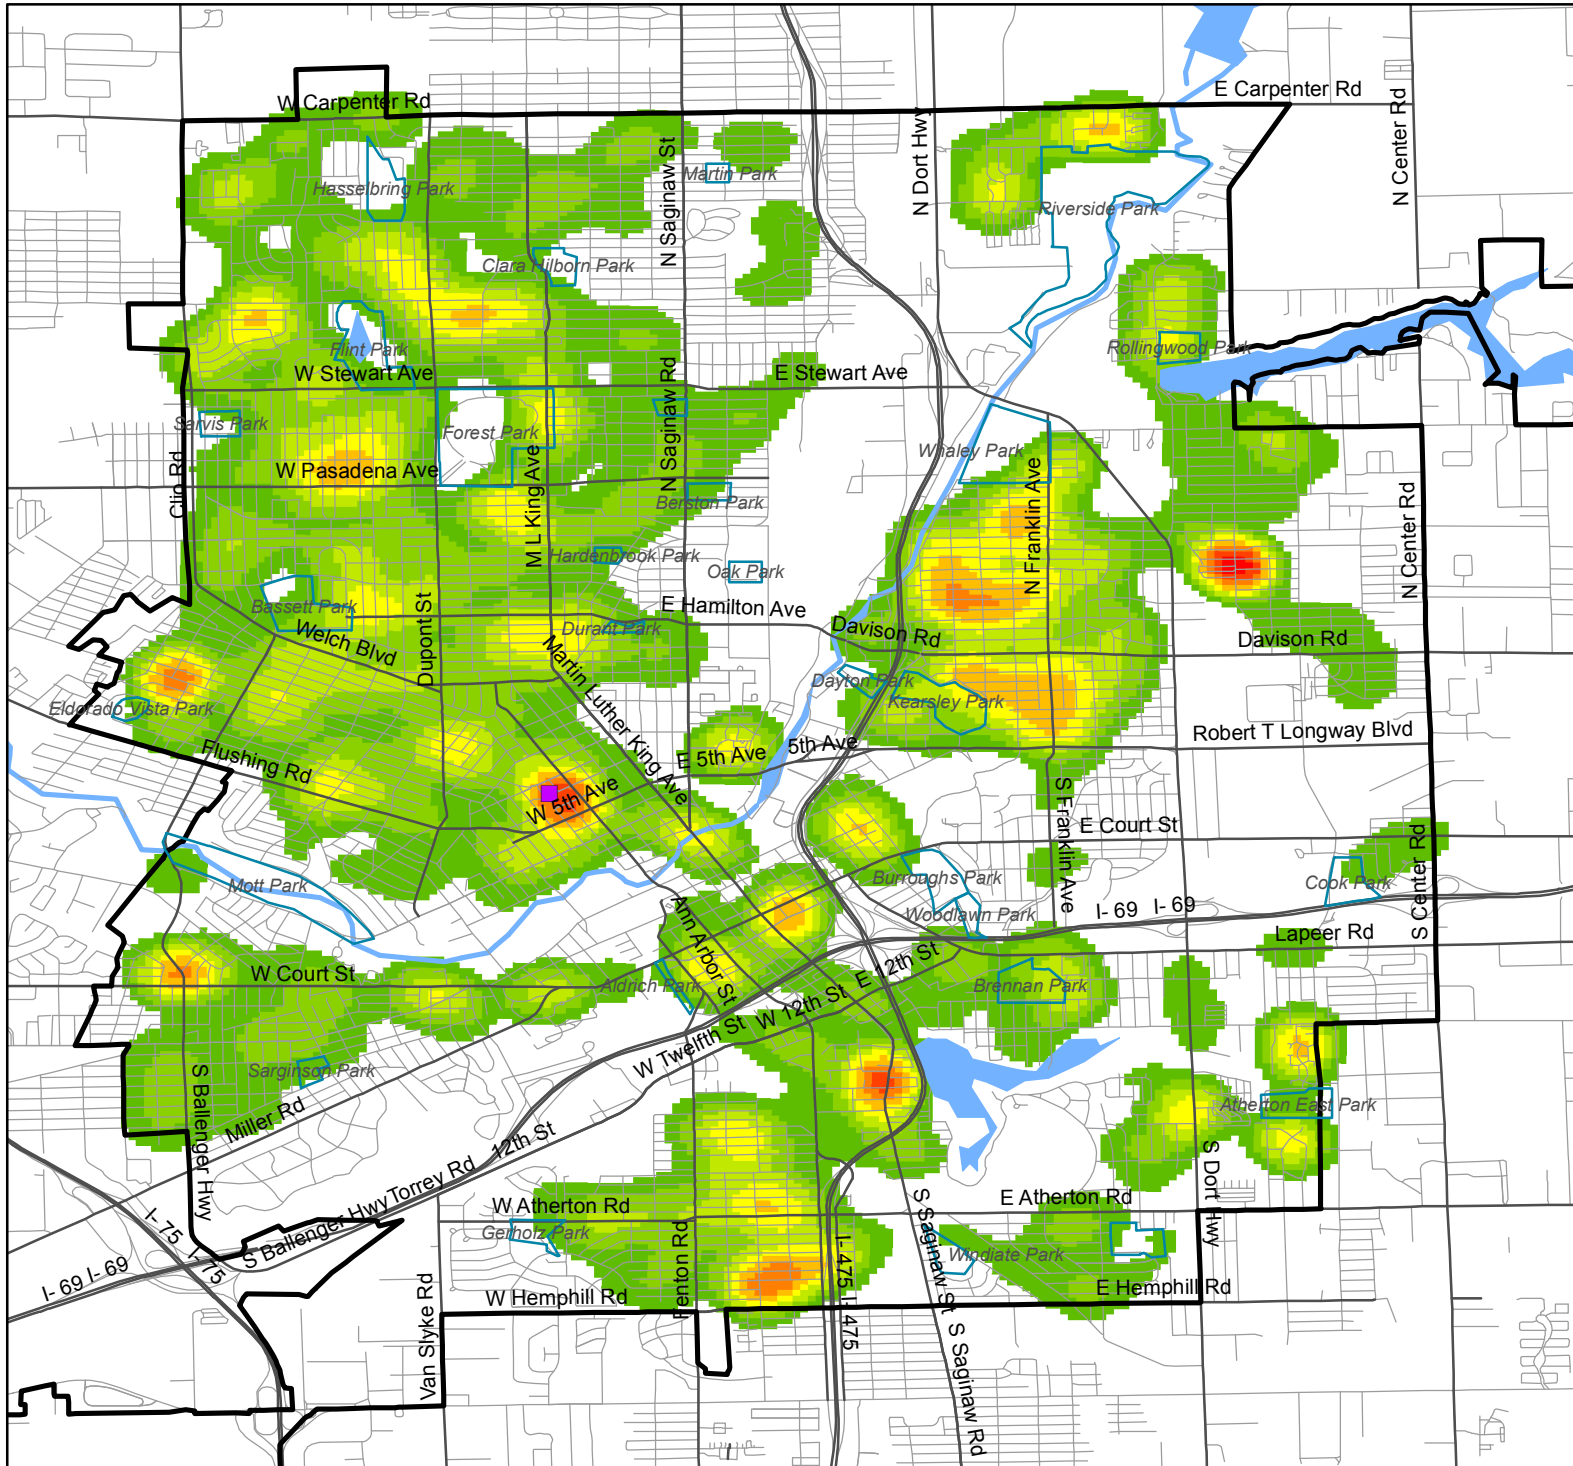 W Carpenter Rd
E Carpenter Rd
N Center Rd
N Dort Hwy
N Saginaw St
Martin Park
Hasselbring Park
Riverside Park
Clara Hilborn Park
Flint Park
Rollingwood Park
W Stewart Ave
E Stewart Ave
N Saginaw Rd
Sarvis Park
Forest Park
Whaley Park
W Pasadena Ave
Clio Rd
M L King Ave
Berston Park
N Franklin Ave
N Center Rd
Hardenbrook Park
Oak Park
Bassett Park
E Hamilton Ave
Dupont St
Durant Park
Davison Rd
Davison Rd
Welch Blvd
Martin Luther King Ave
Dayton Park
Kearsley Park
Eldorado Vista Park
Robert T Longway Blvd
Flushing Rd
E 5th Ave
5th Ave
W 5th Ave
S Franklin Ave
E Court St
S Center Rd
Mott Park
Burroughs Park
Cook Park
Woodlawn Park
I- 69
I- 69
Ann Arbor St
Lapeer Rd
W Court St
E 12th St
Aldrich Park
Brennan Park
W 12th St
W Twelfth St
Sarginson Park
S Ballenger Hwy
Miller Rd
Atherton East Park
12th St
S Dort Hwy
Torrey Rd
W Atherton Rd
E Atherton Rd
S Ballenger Hwy
I- 75
I- 75
Gerholz Park
Fenton Rd
S Saginaw St
Windiate Park
I- 69
I- 69
I- 475
I- 475
Van Slyke Rd
W Hemphill Rd
E Hemphill Rd
S Saginaw Rd